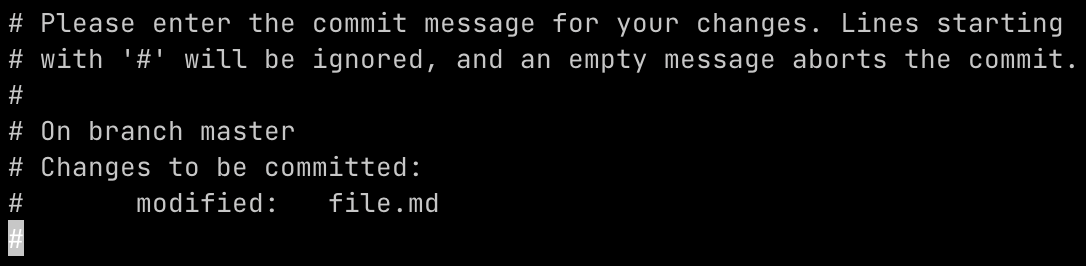 # Please enter the commit message for your changes. Lines starting
# with '#' will be ignored, and an empty message aborts the commit.
#
# On branch master
# Changes to be committed:
#       modified:   file.md
#